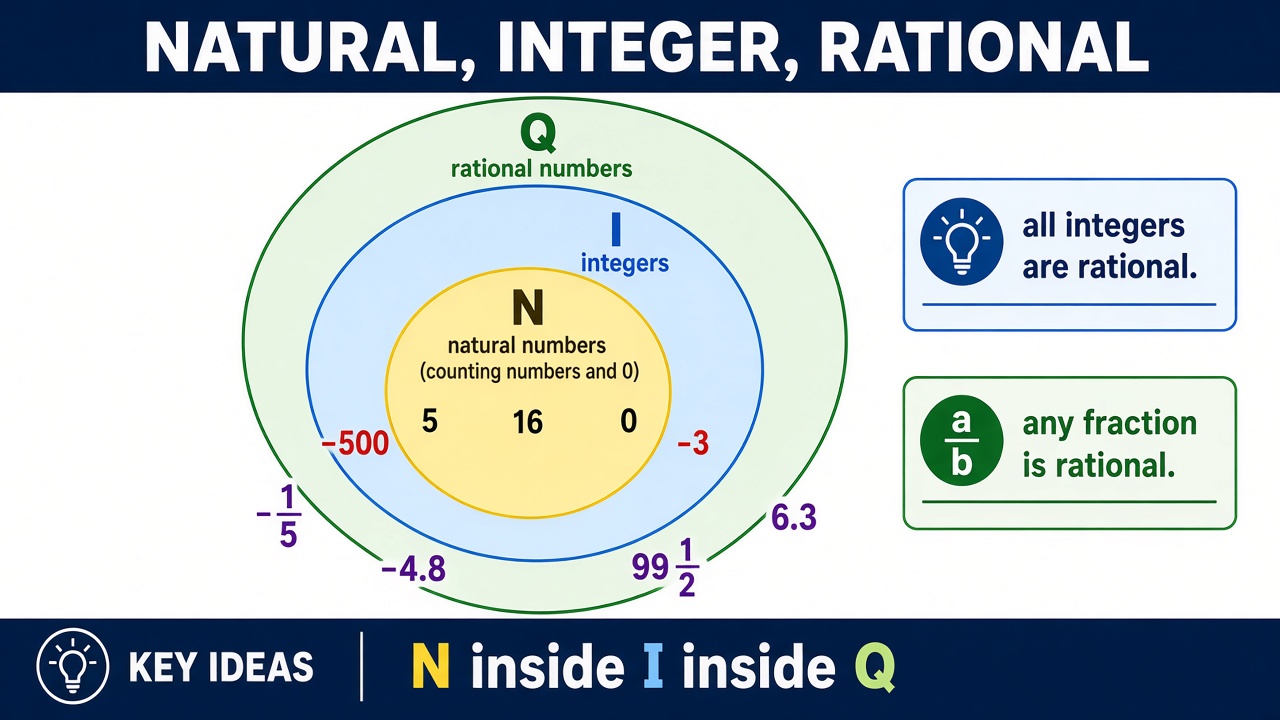 NATURAL, INTEGER, RATIONAL
Q
rational numbers
I
integers
N
natural numbers
(counting numbers and 0)
5 16 0
−500 −3
−1/5 6.3
−4.8 99 1/2
all integers
are rational.
a/b
any fraction
is rational.
KEY IDEAS
N inside I inside Q